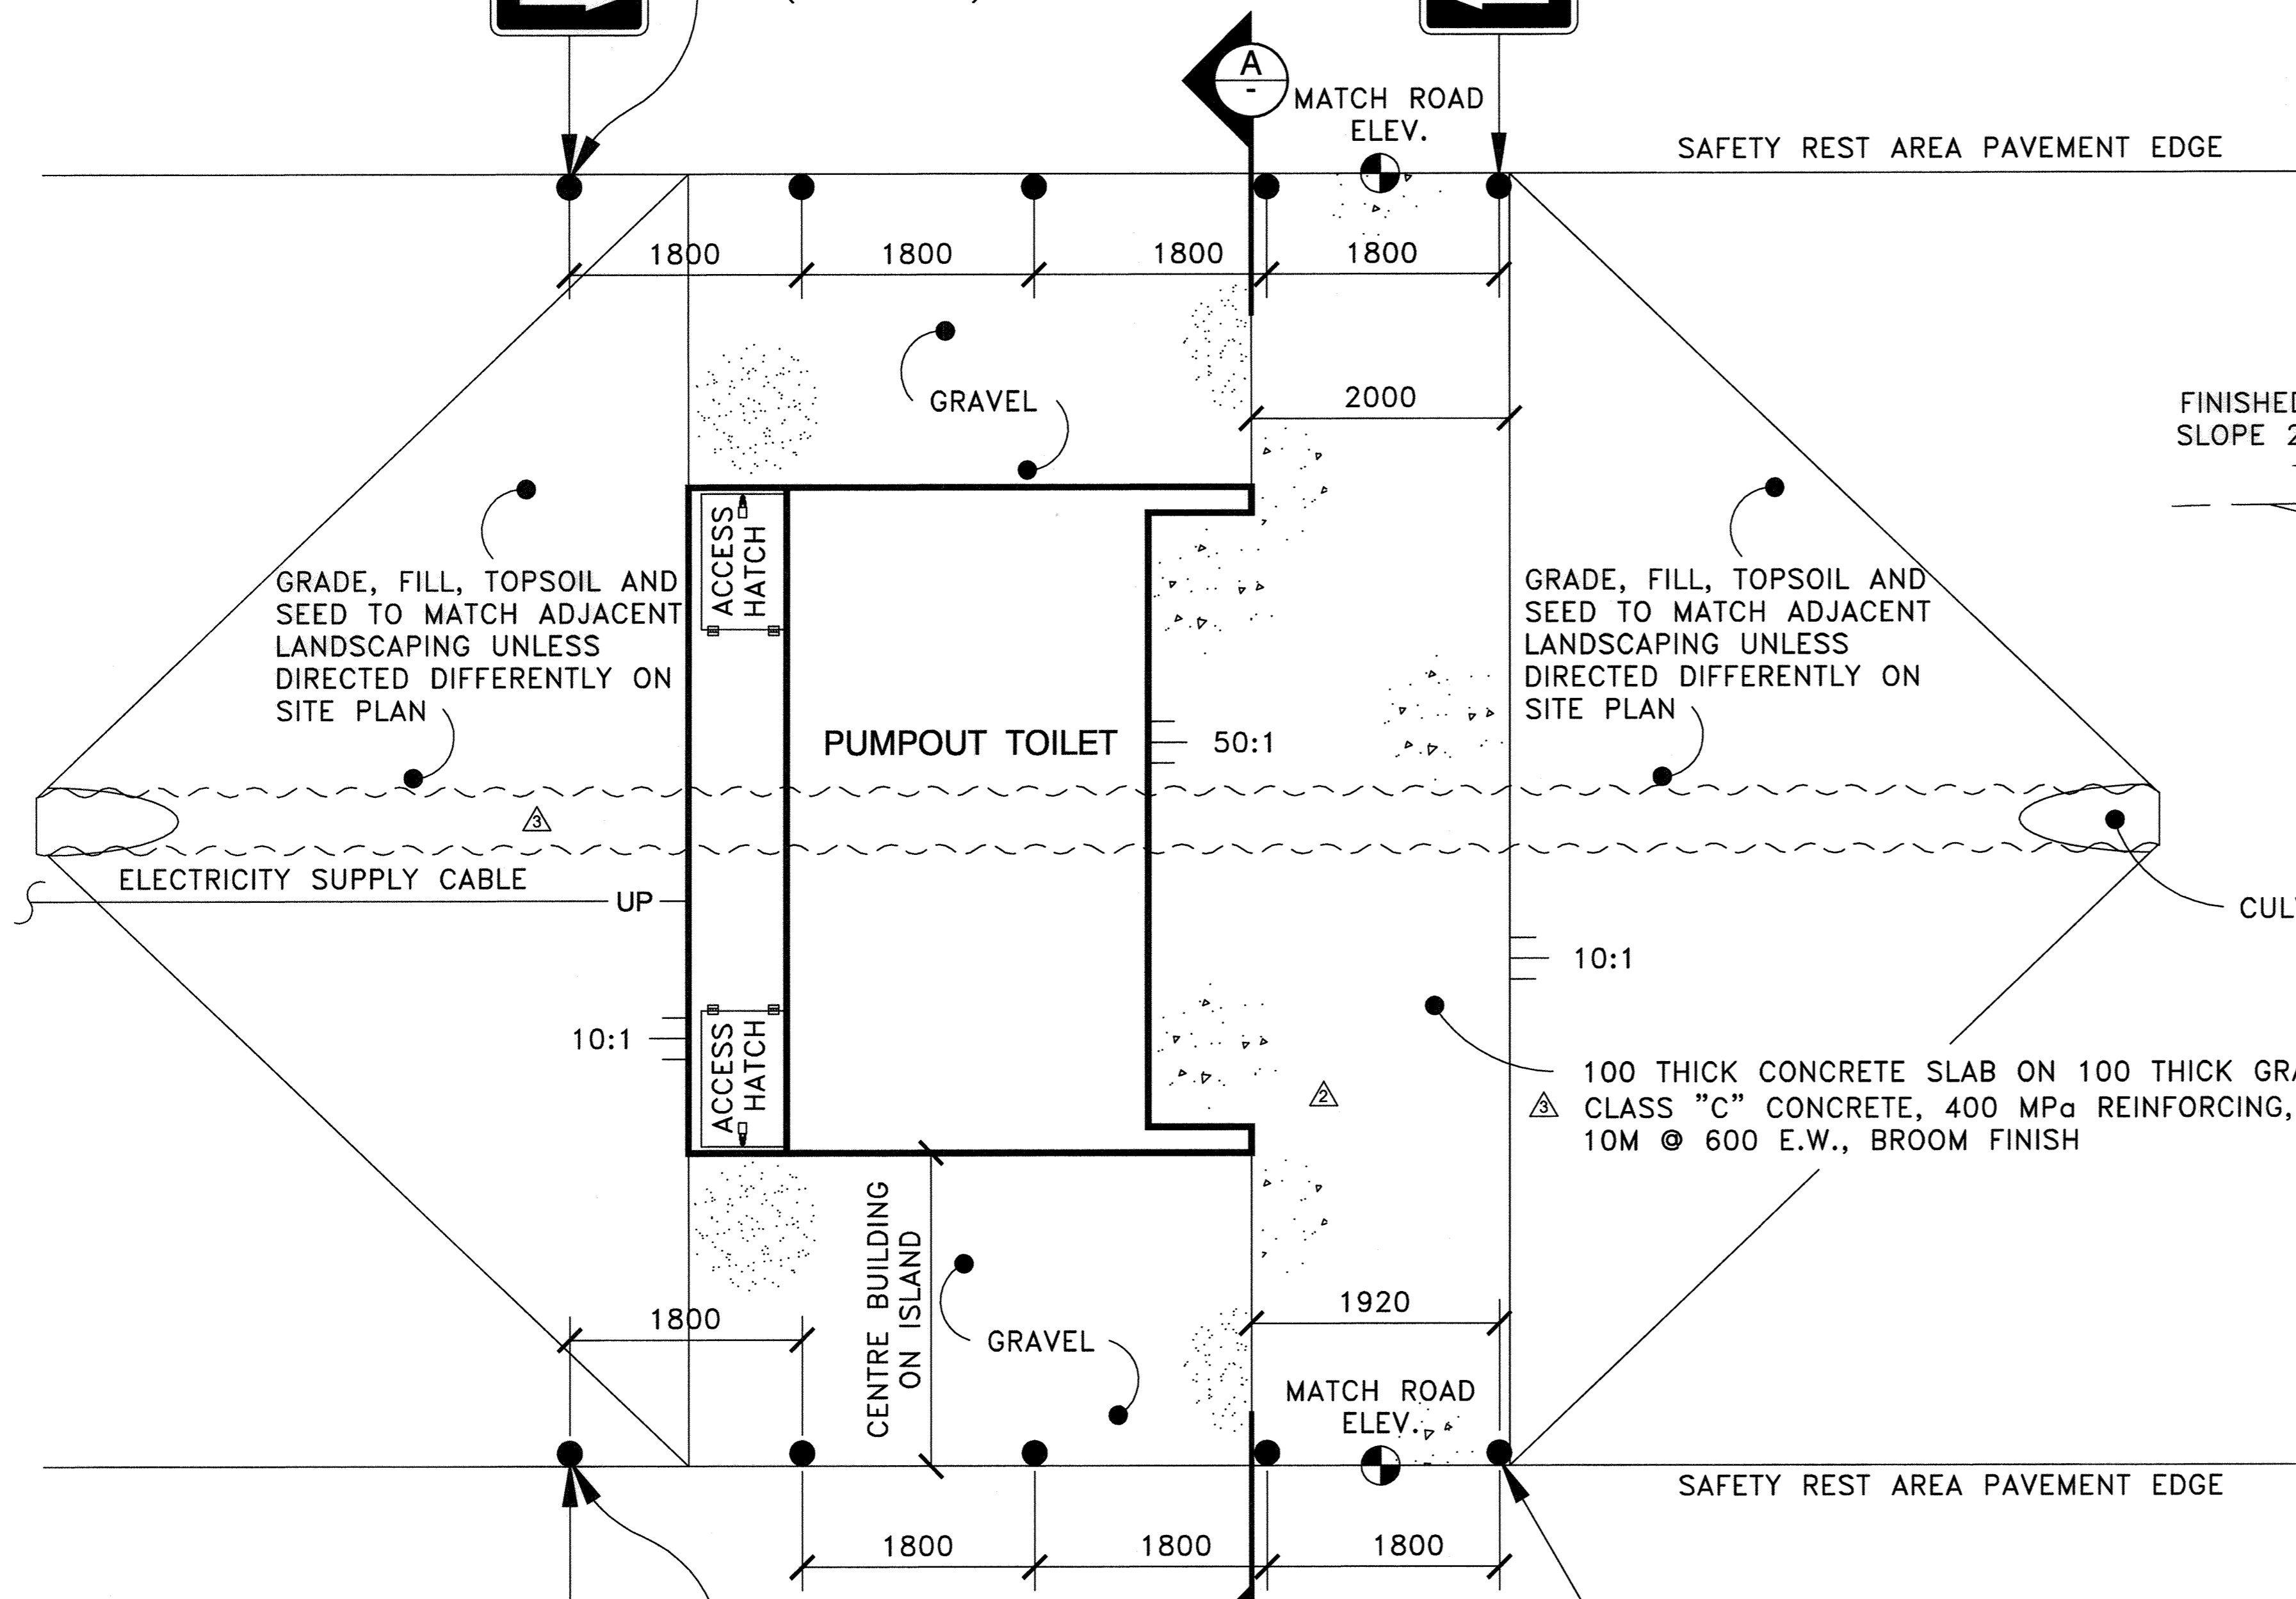 A
-
MATCH ROAD
ELEV.
SAFETY REST AREA PAVEMENT EDGE
1800
1800
1800
1800
GRAVEL
2000
FINISHED
SLOPE 2
ACCESS
HATCH
GRADE, FILL, TOPSOIL AND
SEED TO MATCH ADJACENT
LANDSCAPING UNLESS
DIRECTED DIFFERENTLY ON
SITE PLAN
GRADE, FILL, TOPSOIL AND
SEED TO MATCH ADJACENT
LANDSCAPING UNLESS
DIRECTED DIFFERENTLY ON
SITE PLAN
PUMPOUT TOILET
50:1
3
ELECTRICITY SUPPLY CABLE
UP
CUL
10:1
10:1
ACCESS
HATCH
2
100 THICK CONCRETE SLAB ON 100 THICK GRA
3
CLASS "C" CONCRETE, 400 MPa REINFORCING,
10M @ 600 E.W., BROOM FINISH
CENTRE BUILDING
ON ISLAND
1800
1920
GRAVEL
MATCH ROAD
ELEV.
SAFETY REST AREA PAVEMENT EDGE
1800
1800
1800